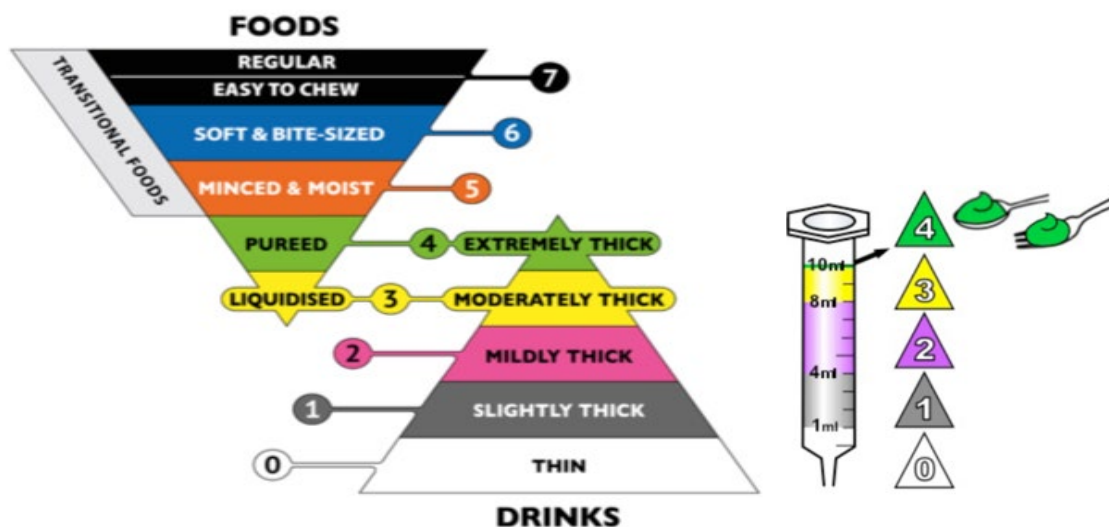 FOODS
TRANSITIONAL FOODS
REGULAR
EASY TO CHEW
7
SOFT & BITE-SIZED
6
MINCED & MOIST
5
PUREED
4
EXTREMELY THICK
LIQUIDISED
3
MODERATELY THICK
2
MILDLY THICK
1
SLIGHTLY THICK
0
THIN
DRINKS
10ml
8ml
4ml
1ml
4
3
2
1
0